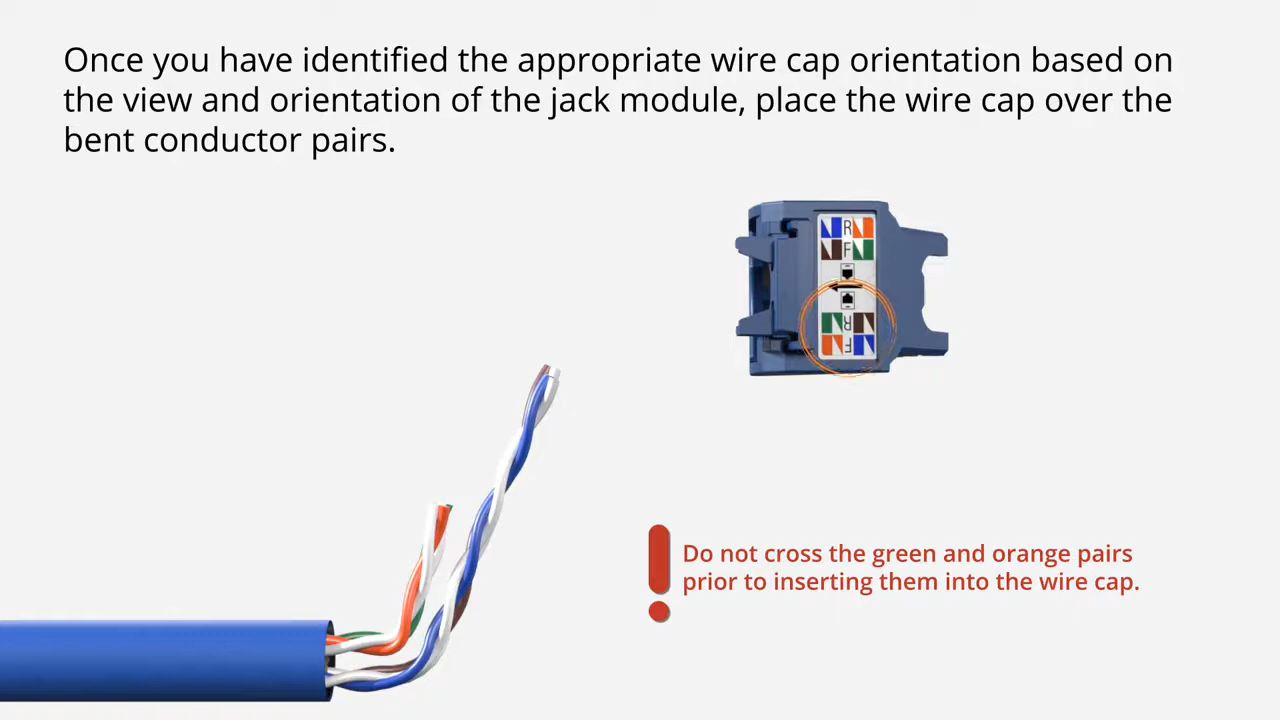 Once you have identified the appropriate wire cap orientation based on
the view and orientation of the jack module, place the wire cap over the
bent conductor pairs.
R
F
R
F
Do not cross the green and orange pairs
prior to inserting them into the wire cap.